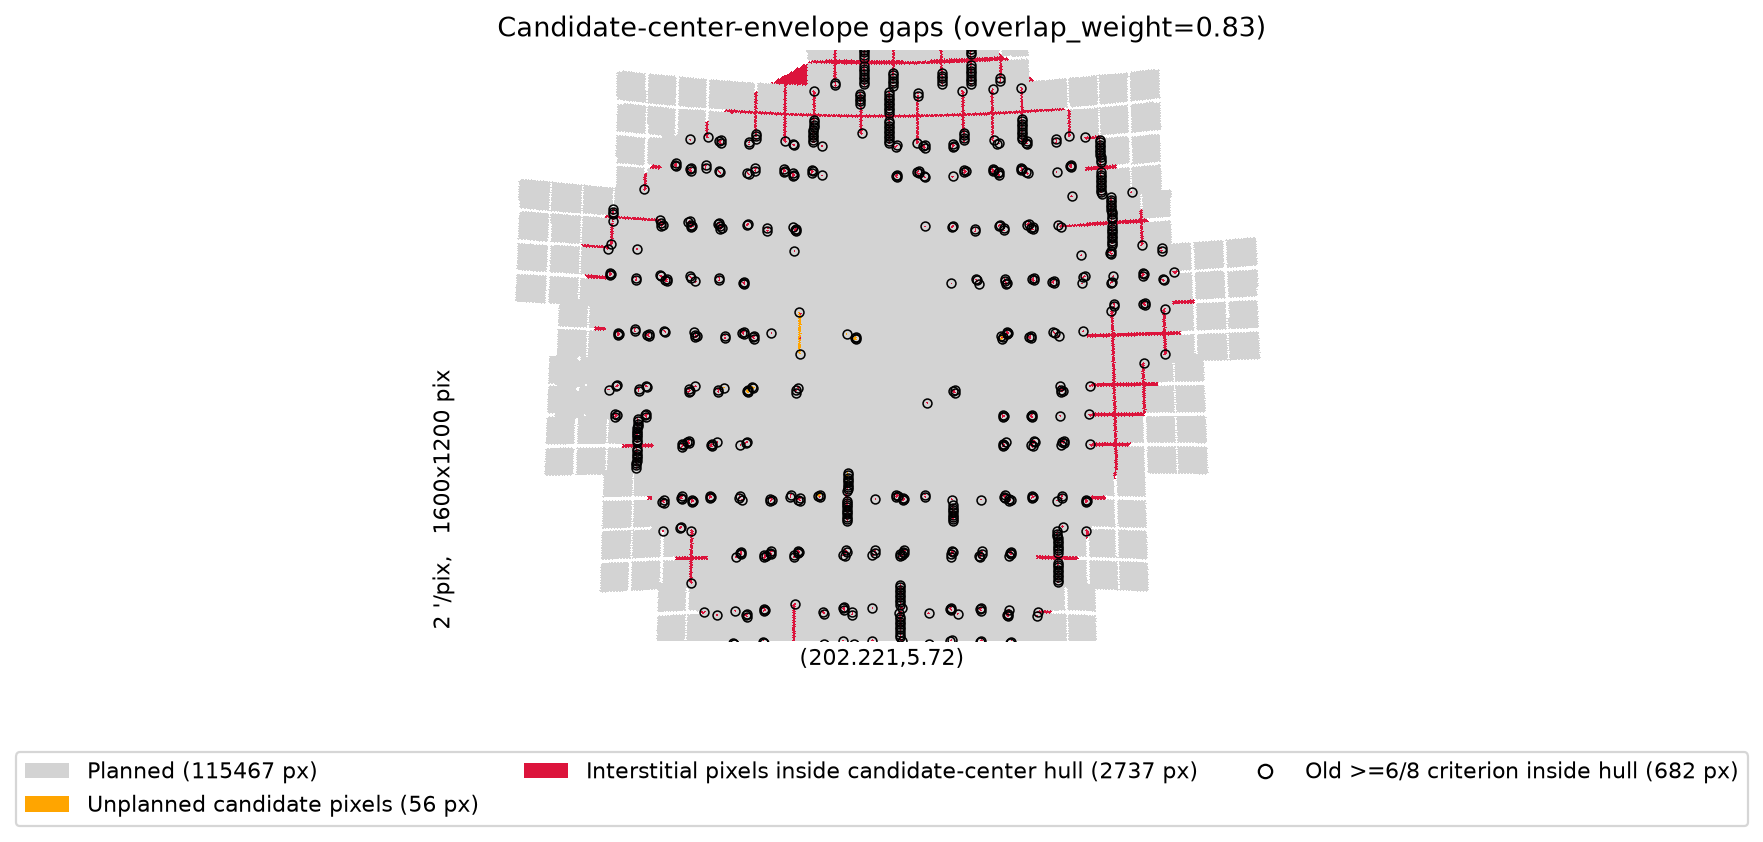 Candidate-center-envelope gaps (overlap_weight=0.83)
2 '/pix,   1600x1200 pix
(202.221,5.72)
Planned (115467 px)
Unplanned candidate pixels (56 px)
Interstitial pixels inside candidate-center hull (2737 px)
Old >=6/8 criterion inside hull (682 px)